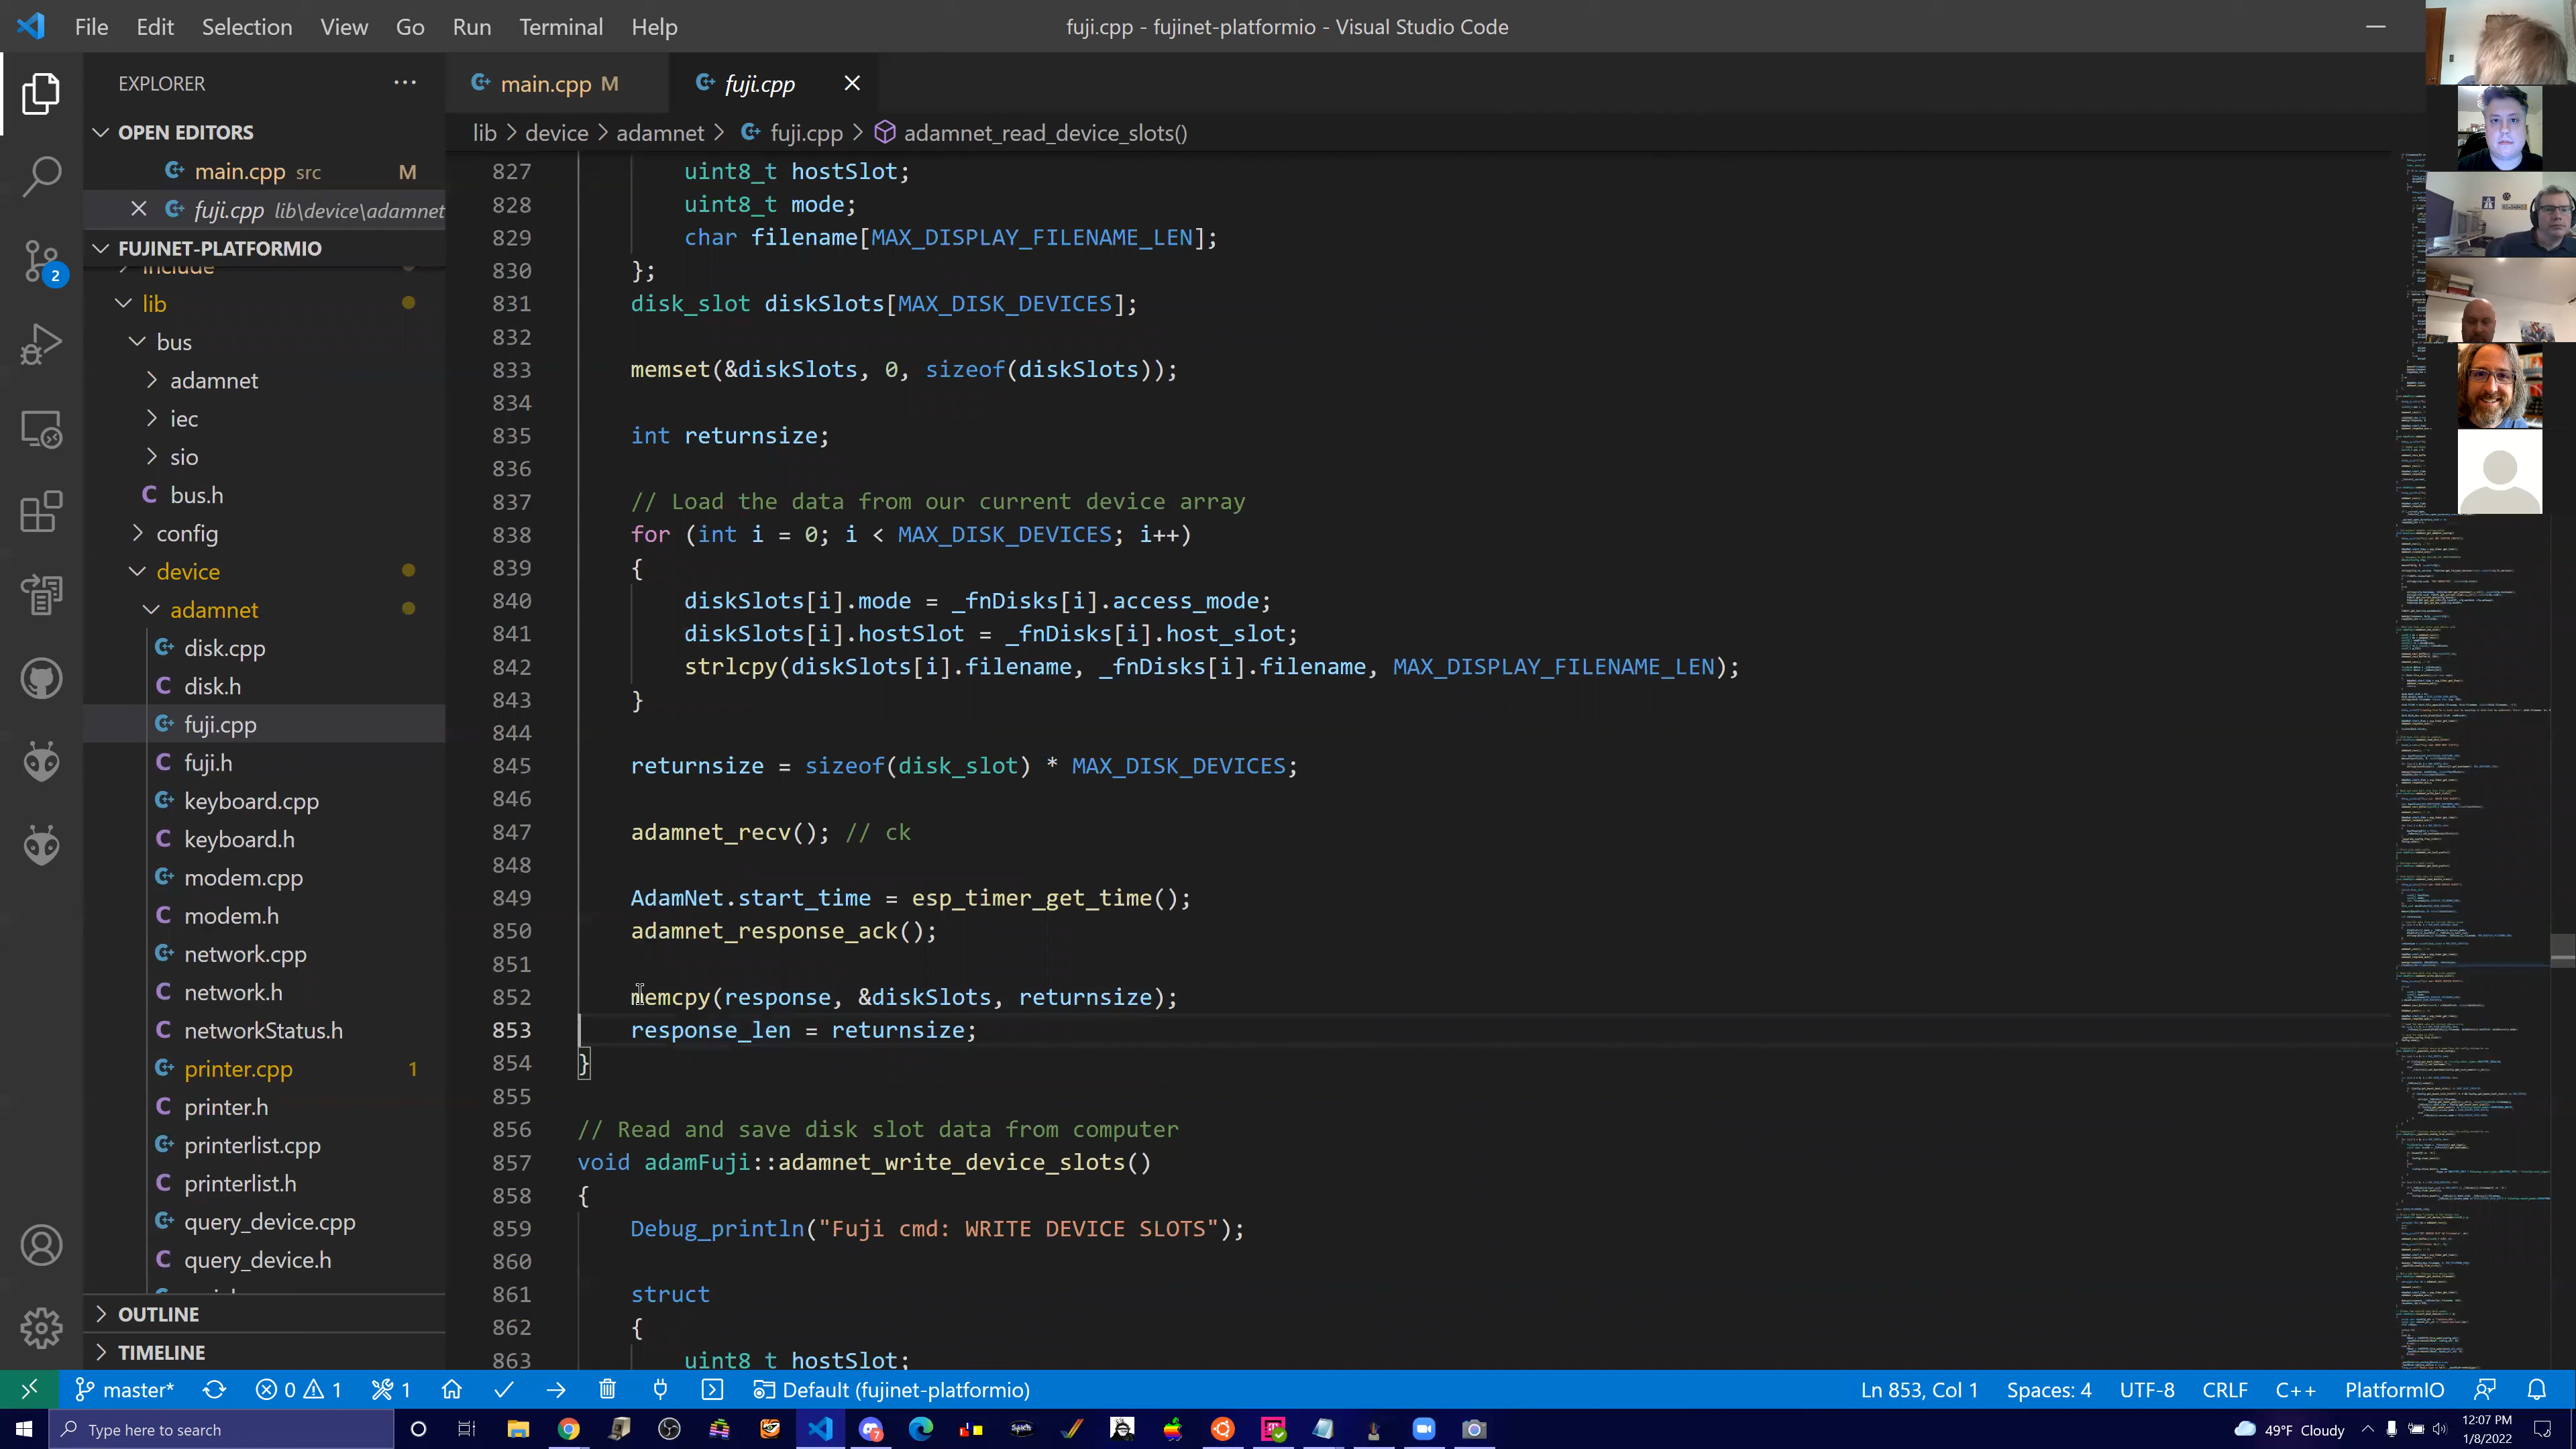 File Edit Selection View Go Run Terminal Help
fuji.cpp - fujinet-platformio - Visual Studio Code
EXPLORER
OPEN EDITORS
main.cpp src M
fuji.cpp lib\device\adamnet
FUJINET-PLATFORMIO
include
lib
bus
adamnet
iec
sio
bus.h
config
device
adamnet
disk.cpp
disk.h
fuji.cpp
fuji.h
keyboard.cpp
keyboard.h
modem.cpp
modem.h
network.cpp
network.h
networkStatus.h
printer.cpp 1
printer.h
printerlist.cpp
printerlist.h
query_device.cpp
query_device.h
OUTLINE
TIMELINE
2
main.cpp M
fuji.cpp
lib > device > adamnet > fuji.cpp > adamnet_read_device_slots()
827 uint8_t hostSlot;
828 uint8_t mode;
829 char filename[MAX_DISPLAY_FILENAME_LEN];
830 };
831 disk_slot diskSlots[MAX_DISK_DEVICES];
832
833 memset(&diskSlots, 0, sizeof(diskSlots));
834
835 int returnsize;
836
837 // Load the data from our current device array
838 for (int i = 0; i < MAX_DISK_DEVICES; i++)
839 {
840 diskSlots[i].mode = _fnDisks[i].access_mode;
841 diskSlots[i].hostSlot = _fnDisks[i].host_slot;
842 strlcpy(diskSlots[i].filename, _fnDisks[i].filename, MAX_DISPLAY_FILENAME_LEN);
843 }
844
845 returnsize = sizeof(disk_slot) * MAX_DISK_DEVICES;
846
847 adamnet_recv(); // ck
848
849 AdamNet.start_time = esp_timer_get_time();
850 adamnet_response_ack();
851
852 memcpy(response, &diskSlots, returnsize);
853 response_len = returnsize;
854 }
855
856 // Read and save disk slot data from computer
857 void adamFuji::adamnet_write_device_slots()
858 {
859 Debug_println("Fuji cmd: WRITE DEVICE SLOTS");
860
861 struct
862 {
863 uint8_t hostSlot;
master* 0 1 1 Default (fujinet-platformio)
Ln 853, Col 1 Spaces: 4 UTF-8 CRLF C++ PlatformIO
Type here to search
49°F Cloudy
12:07 PM
1/8/2022